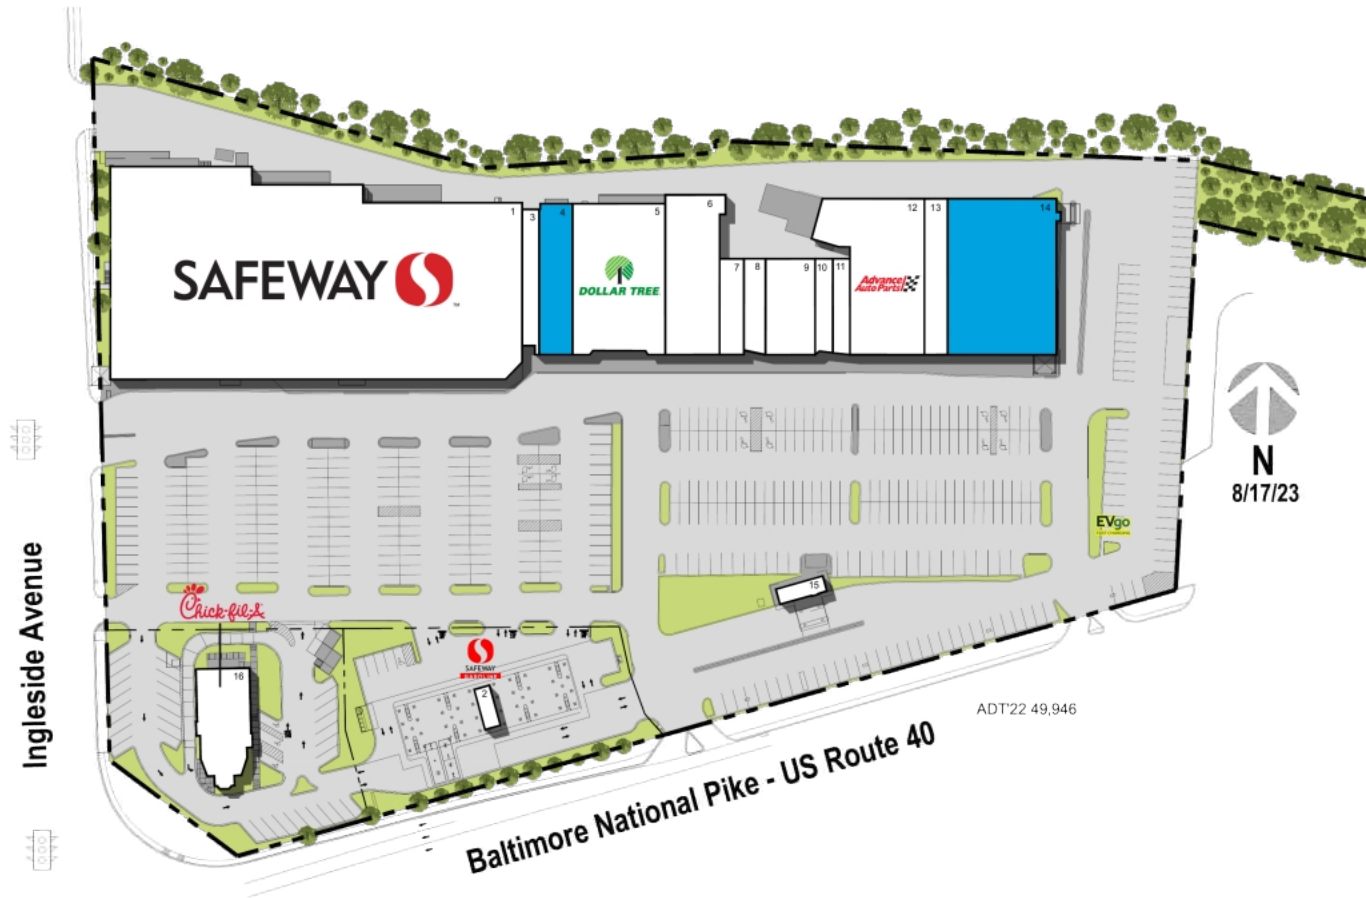 1
3
4
5
6
7
8
9
10
11
12
13
14
SAFEWAY
DOLLAR TREE
Advance
Auto Parts
N
8/17/23
EVgo
15
Chick-fil-A
SAFEWAY
GASOLINE
16
2
Ingleside Avenue
ADT'22 49,946
Baltimore National Pike - US Route 40